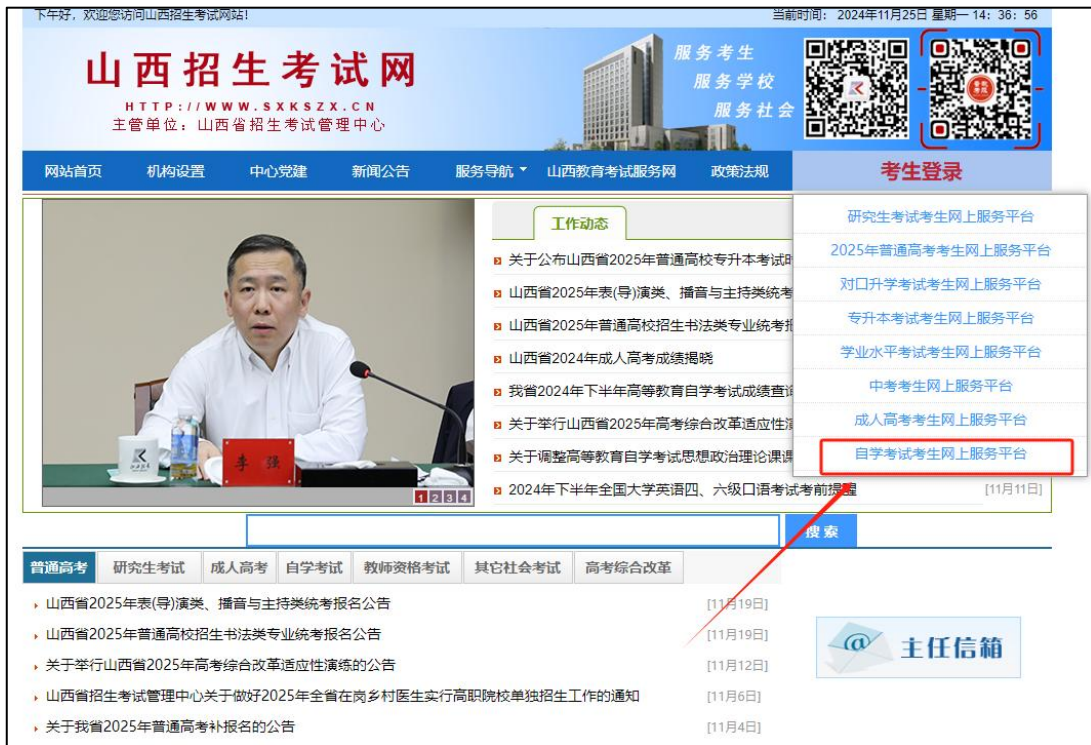 下午好，欢迎您访问山西招生考试网站！
当前时间： 2024年11月25日 星期一 14：36：56
山西招生考试网
HTTP://WWW.SXKSZX.CN
主管单位：山西省招生考试管理中心
服务考生
服务学校
服务社会
网站首页 机构设置 中心党建 新闻公告 服务导航 山西教育考试服务网 政策法规 考生登录
研究生考试考生网上服务平台
2025年普通高考考生网上服务平台
对口升学考试考生网上服务平台
专升本考试考生网上服务平台
学业水平考试考生网上服务平台
中考考生网上服务平台
成人高考考生网上服务平台
自学考试考生网上服务平台
李强
1 2 3 4
工作动态
关于公布山西省2025年普通高校专升本考试时
山西省2025年表(导)演类、播音与主持类统考
山西省2025年普通高校招生书法类专业统考报
山西省2024年成人高考成绩揭晓
我省2024年下半年高等教育自学考试成绩查询
关于举行山西省2025年高考综合改革适应性演
关于调整高等教育自学考试思想政治理论课课
2024年下半年全国大学英语四、六级口语考试考前提醒 [11月11日]
搜索
普通高考 研究生考试 成人高考 自学考试 教师资格考试 其它社会考试 高考综合改革
山西省2025年表(导)演类、播音与主持类统考报名公告 [11月19日]
山西省2025年普通高校招生书法类专业统考报名公告 [11月19日]
关于举行山西省2025年高考综合改革适应性演练的公告 [11月12日]
山西省招生考试管理中心关于做好2025年全省在岗乡村医生实行高职院校单独招生工作的通知 [11月6日]
关于我省2025年普通高考补报名的公告 [11月4日]
主任信箱